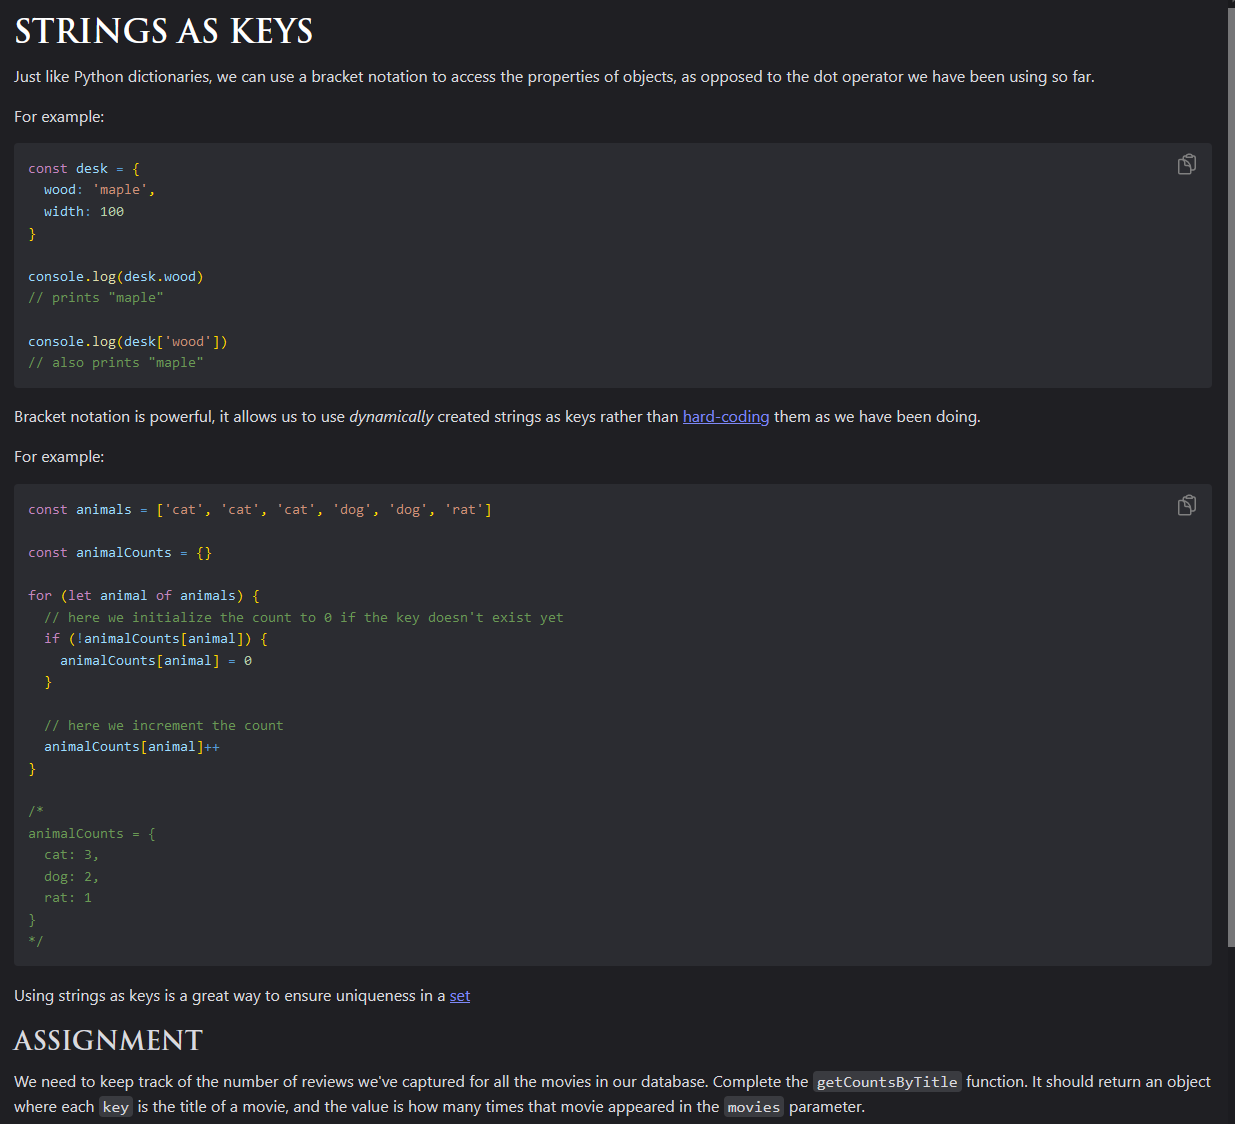 STRINGS AS KEYS
Just like Python dictionaries, we can use a bracket notation to access the properties of objects, as opposed to the dot operator we have been using so far.
For example:
const desk = {
  wood: 'maple',
  width: 100
}
console.log(desk.wood)
// prints "maple"
console.log(desk['wood'])
// also prints "maple"
Bracket notation is powerful, it allows us to use dynamically created strings as keys rather than hard-coding them as we have been doing.
For example:
const animals = ['cat', 'cat', 'cat', 'dog', 'dog', 'rat']
const animalCounts = {}
for (let animal of animals) {
  // here we initialize the count to 0 if the key doesn't exist yet
  if (!animalCounts[animal]) {
    animalCounts[animal] = 0
  }
  // here we increment the count
  animalCounts[animal]++
}
/*
animalCounts = {
  cat: 3,
  dog: 2,
  rat: 1
}
*/
Using strings as keys is a great way to ensure uniqueness in a set
ASSIGNMENT
We need to keep track of the number of reviews we've captured for all the movies in our database. Complete the getCountsByTitle function. It should return an object
where each key is the title of a movie, and the value is how many times that movie appeared in the movies parameter.